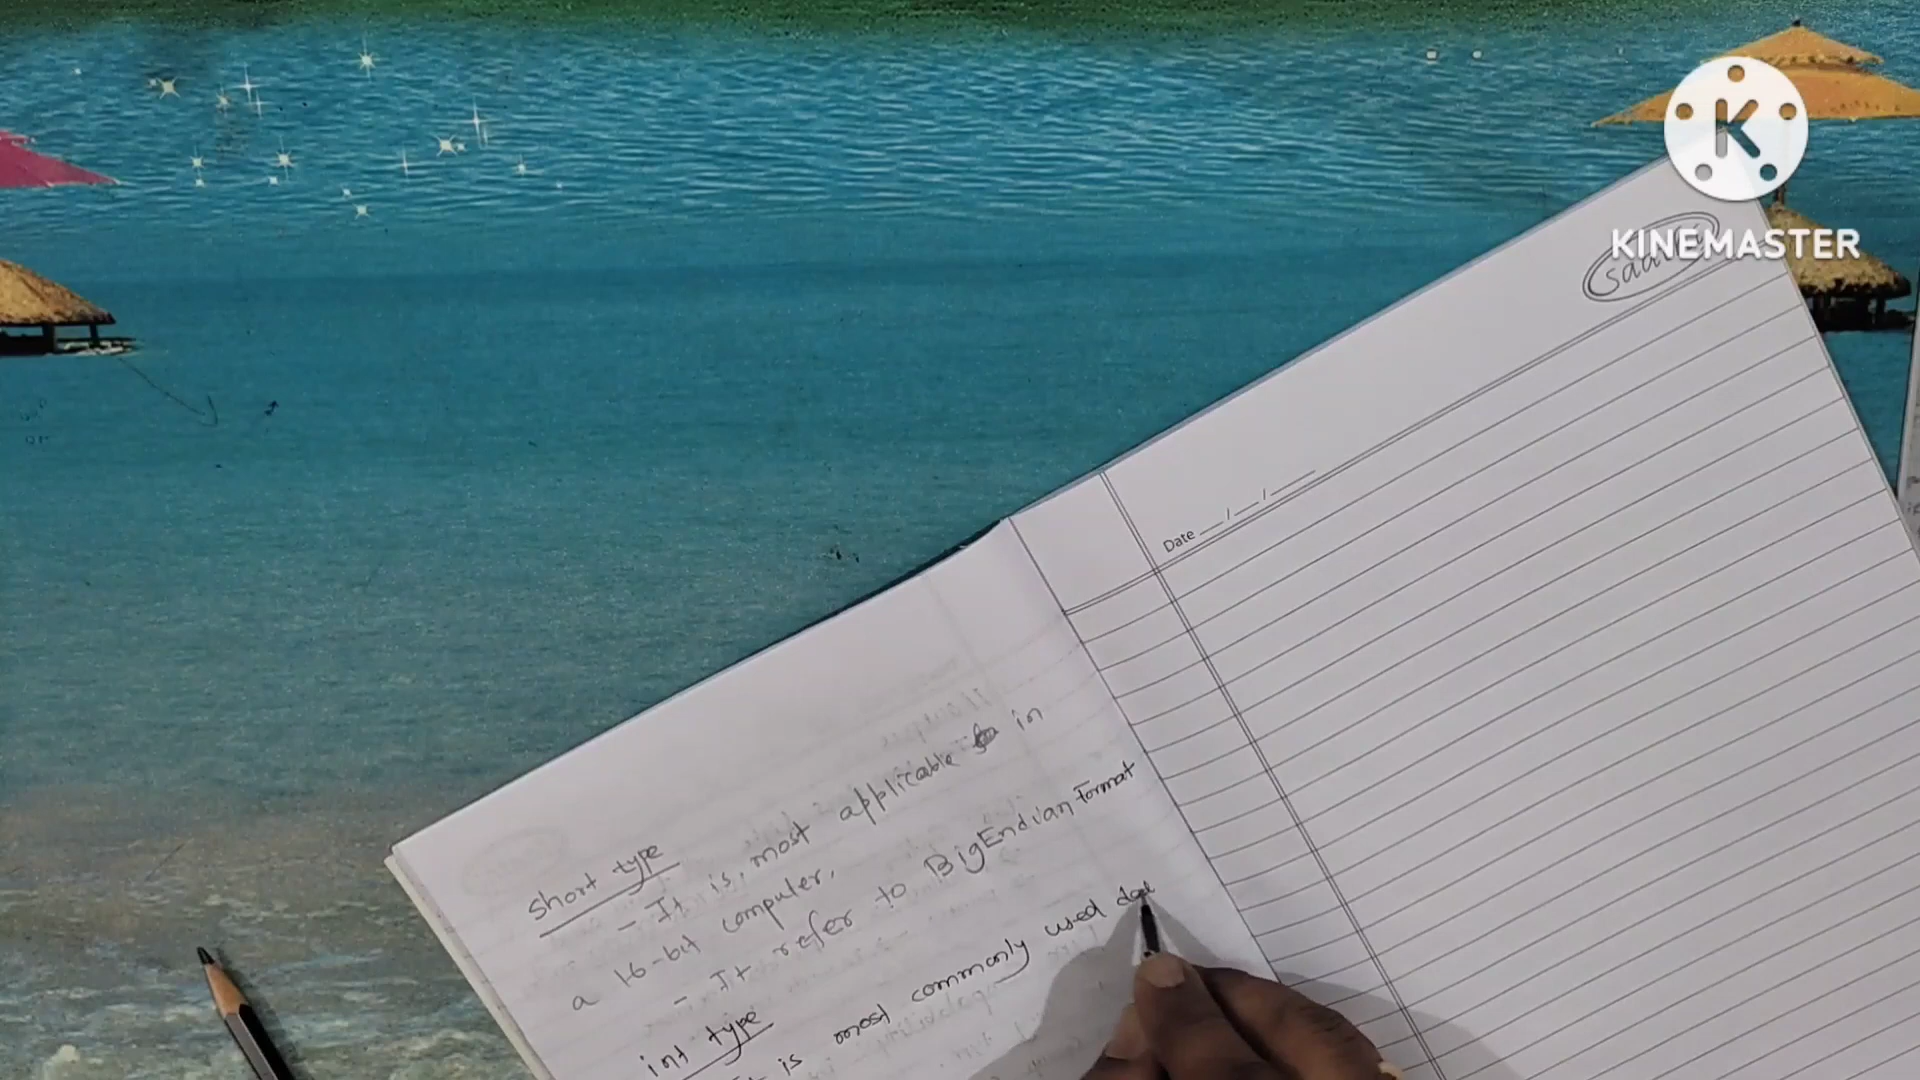 KINEMASTER
Date
short type
- It is most applicable in
a 16-bit computer.
- It refer to BigEndian Format
int type
is most commonly used